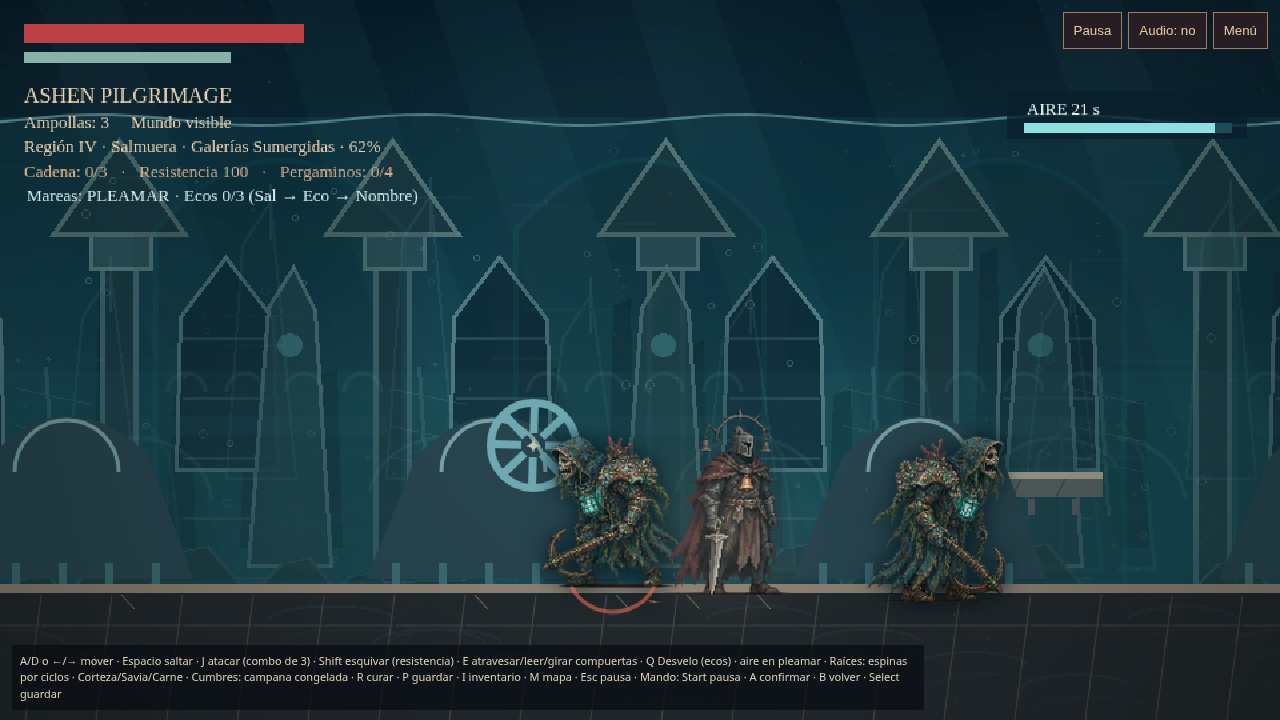 Pausa
Audio: no
Menú
ASHEN PILGRIMAGE
Ampollas: 3 Mundo visible
Región IV · Salmuera · Galerías Sumergidas · 62%
Cadena: 0/3 · Resistencia 100 · Pergaminos: 0/4
Mareas: PLEAMAR · Ecos 0/3 (Sal → Eco → Nombre)
AIRE 21 s
A/D o ←/→ mover · Espacio saltar · J atacar (combo de 3) · Shift esquivar (resistencia) · E atravesar/leer/girar compuertas · Q Desvelo (ecos) · aire en pleamar · Raíces: espinas
por ciclos · Corteza/Savia/Carne · Cumbres: campana congelada · R curar · P guardar · I inventario · M mapa · Esc pausa · Mando: Start pausa · A confirmar · B volver · Select
guardar